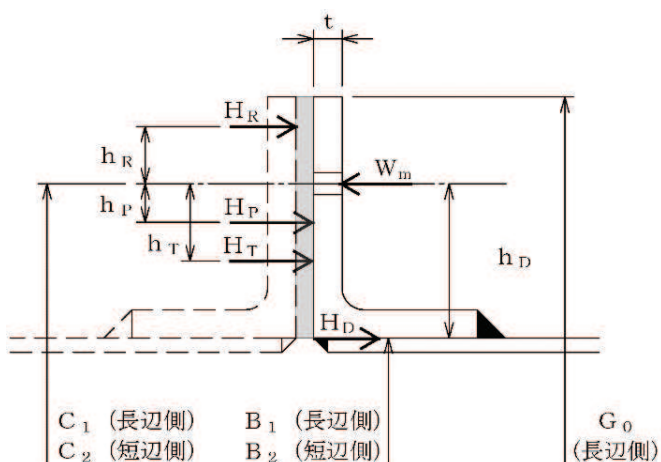 t
H_R
h_R
W_m
h_P
H_P
h_T
H_T
h_D
H_D
C_1 (長辺側)
C_2 (短辺側)
B_1 (長辺側)
B_2 (短辺側)
G_0
(長辺側)